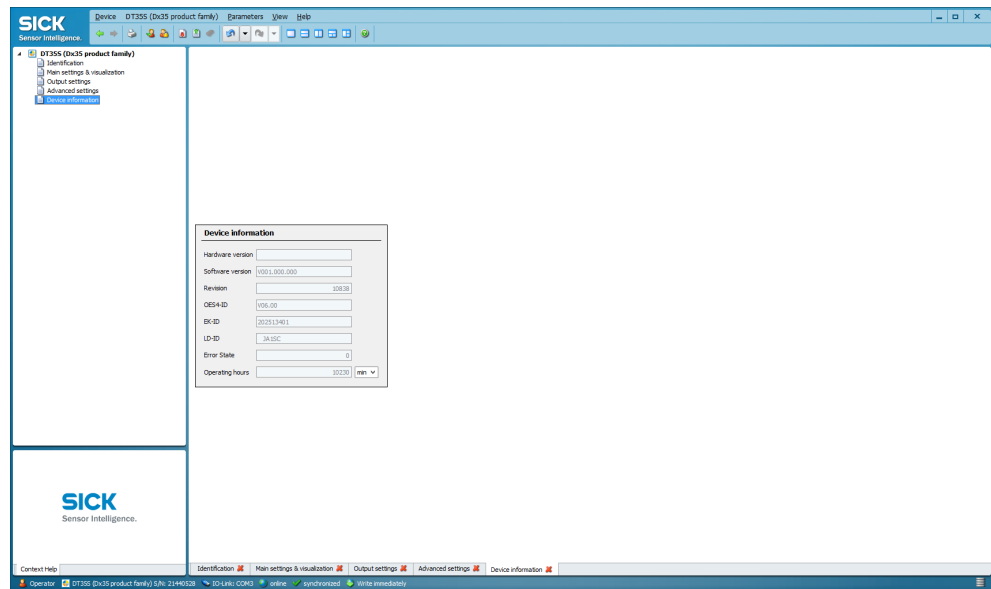 SICK
Sensor Intelligence.
Device DT35S (Dx35 product family) Parameters View Help
DT35S (Dx35 product family)
Identification
Main settings & visualization
Output settings
Advanced settings
Device information
Device information
Hardware version
Software version V001.000.000
Revision 10838
OES4-ID V06.00
EK-ID 202513401
LD-ID JA1SC
Error State 0
Operating hours 10230 min
SICK
Sensor Intelligence.
Context Help
Identification Main settings & visualization Output settings Advanced settings Device information
Operator DT35S (Dx35 product family) S/N: 21440528 IO-Link: COM3 online synchronized Write immediately